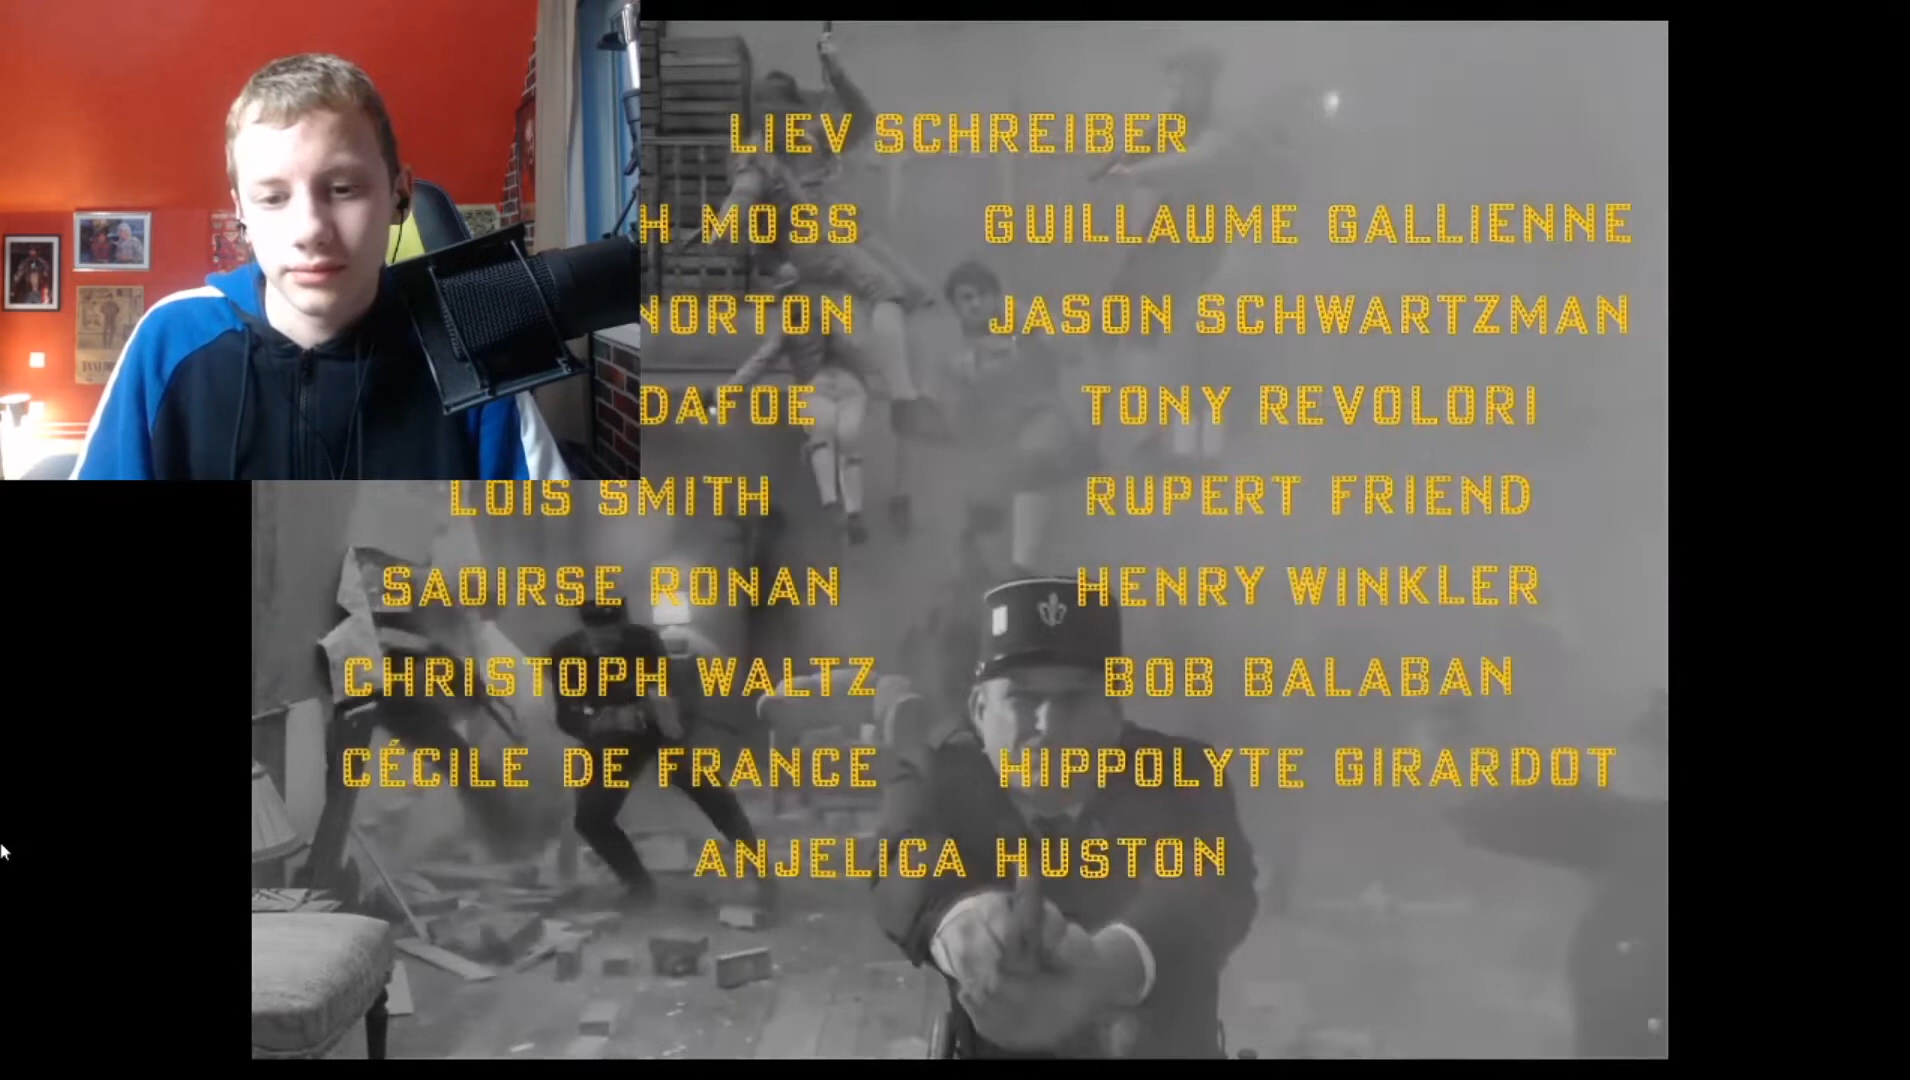 LIEV SCHREIBER
H MOSS GUILLAUME GALLIENNE
NORTON JASON SCHWARTZMAN
DAFOE TONY REVOLORI
LOIS SMITH RUPERT FRIEND
SAOIRSE RONAN HENRY WINKLER
CHRISTOPH WALTZ BOB BALABAN
CÉCILE DE FRANCE HIPPOLYTE GIRARDOT
ANJELICA HUSTON